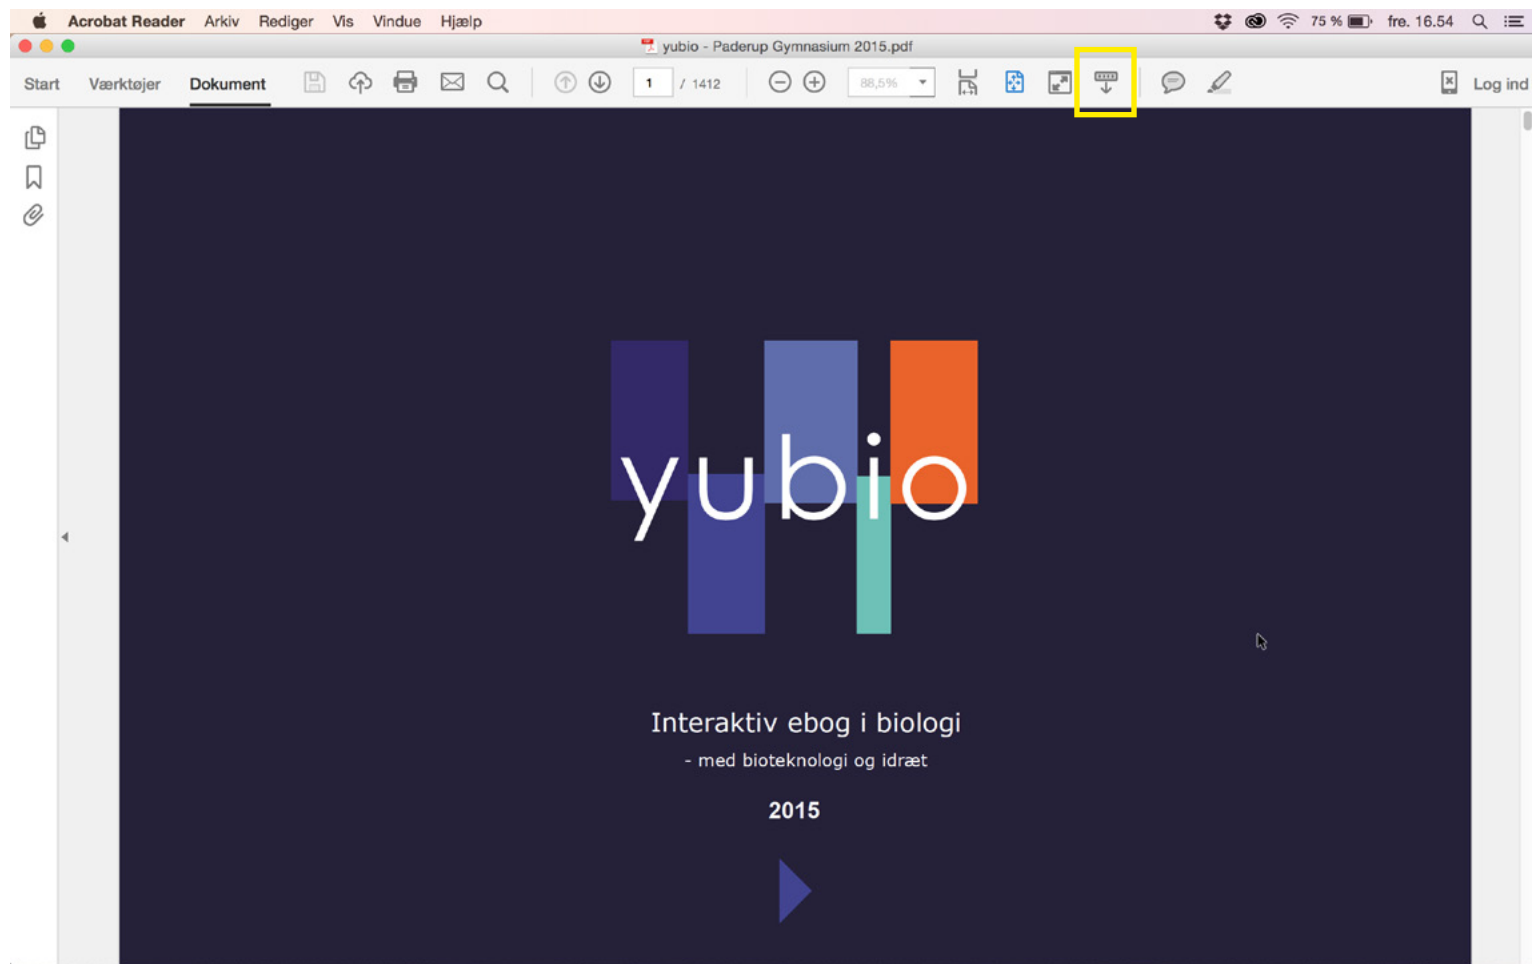 Acrobat Reader Arkiv Rediger Vis Vindue Hjælp 75 % fre. 16.54
yubio - Paderup Gymnasium 2015.pdf
Start Værktøjer Dokument 1 / 1412 88,5% Log ind
yubio
Interaktiv ebog i biologi
- med bioteknologi og idræt
2015